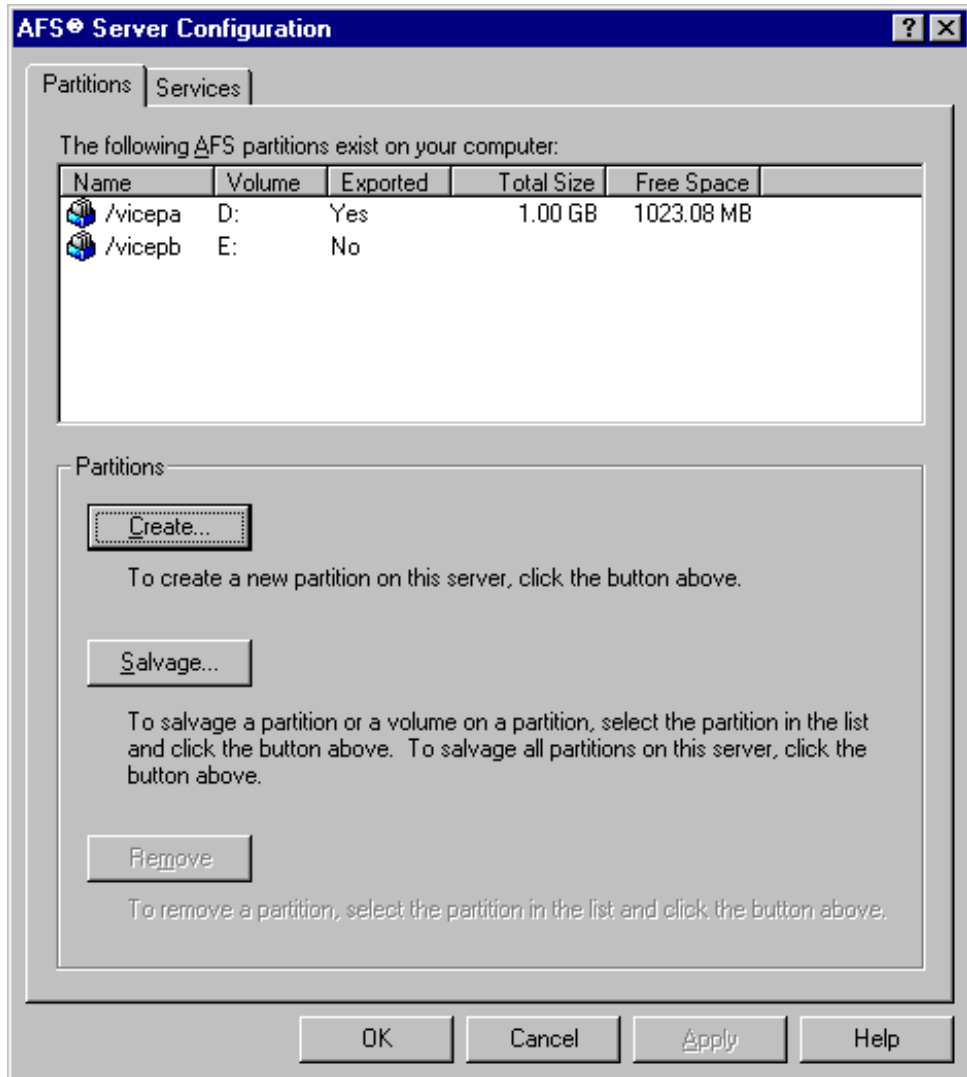 AFS® Server Configuration
Partitions
Services
The following AFS partitions exist on your computer:
Name Volume Exported Total Size Free Space
/vicepa D: Yes 1.00 GB 1023.08 MB
/vicepb E: No
Partitions
Create...
To create a new partition on this server, click the button above.
Salvage...
To salvage a partition or a volume on a partition, select the partition in the list
and click the button above.  To salvage all partitions on this server, click the
button above.
Remove
To remove a partition, select the partition in the list and click the button above.
OK Cancel Apply Help